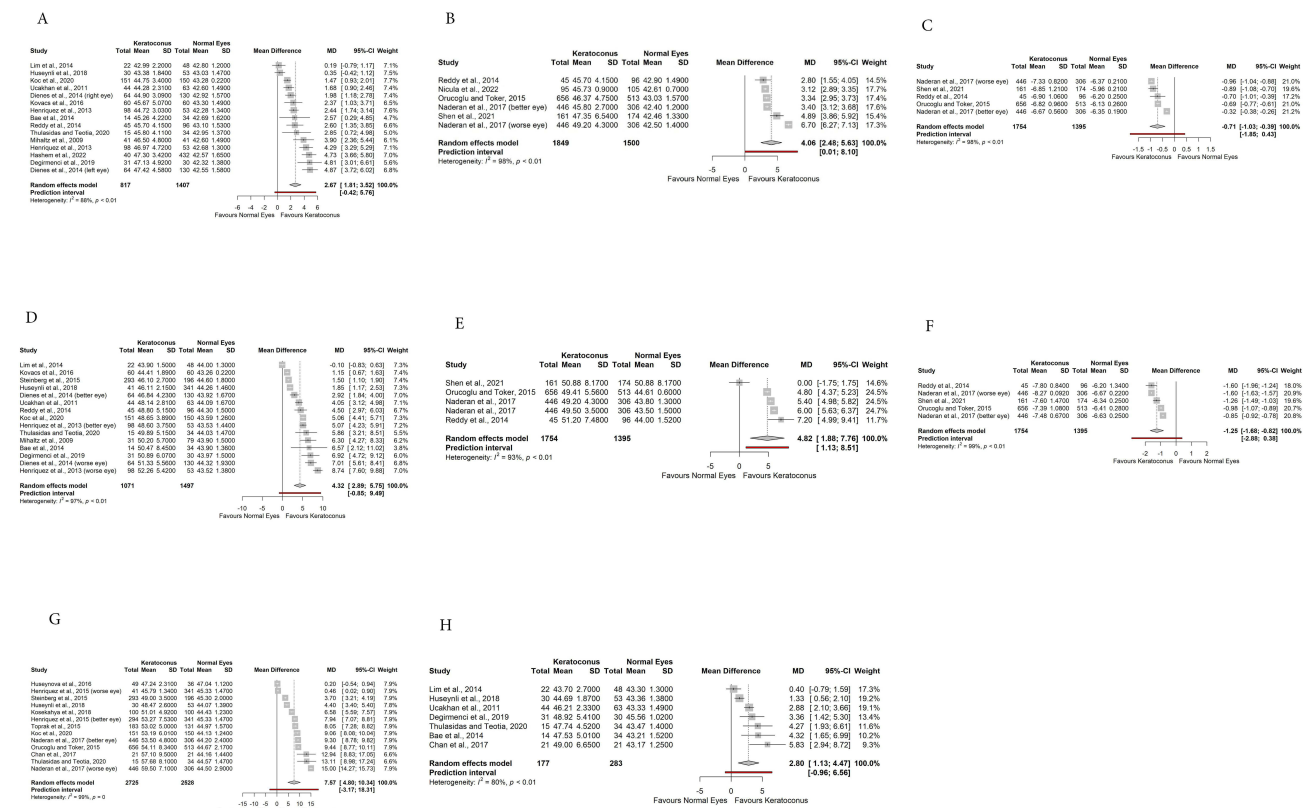 A
Keratoconus Normal Eyes
Study Total Mean SD Total Mean SD Mean Difference MD 95%-CI Weight
Lim et al., 2014 22 42.99 2.2000 48 42.80 1.2000 0.19 [-0.79; 1.17] 7.1%
Huseynli et al., 2018 30 43.38 1.8400 53 43.03 1.4700 0.35 [-0.42; 1.12] 7.4%
Koc et al., 2020 151 44.75 3.4400 150 43.28 0.2200 1.47 [0.93; 2.01] 7.7%
Ucakhan et al., 2011 44 44.28 2.3100 63 42.60 1.4900 1.68 [0.90; 2.46] 7.4%
Dienes et al., 2014 (right eye) 64 44.90 3.0900 130 42.92 1.5700 1.98 [1.18; 2.78] 7.3%
Kovacs et al., 2016 60 45.67 5.0700 60 43.30 1.4900 2.37 [1.03; 3.71]
Henriquez et al., 2013 98 44.72 3.0300 53 42.28 1.3400 2.44 [1.74; 3.14]
Bae et al., 2014 14 45.26 4.2200 34 42.69 1.6200 2.57 [0.29; 4.85]
Reddy et al., 2014 45 45.70 4.1500 96 43.10 1.5300 2.60 [1.35; 3.85]
Thulasidas and Teotia, 2020 15 45.80 4.1100 34 42.95 1.3700 2.85 [0.72; 4.98]
Mihaltz et al., 2009 41 46.50 4.8000 41 42.60 1.4900 3.90 [2.36; 5.44]
Henriquez et al., 2013 98 46.97 4.7200 53 42.68 1.3000 4.29 [3.29; 5.29]
Hashem et al., 2022 40 47.30 3.4200 432 42.57 1.6500 4.73 [3.66; 5.80]
Degirmenci et al., 2019 31 47.13 4.9200 30 42.32 1.3800 4.81 [3.01; 6.61]
Dienes et al., 2014 (left eye) 64 47.42 4.5800 130 42.55 1.5800 4.87 [3.72; 6.02] 6.8%
Random effects model 817 1407 2.67 [ 1.81; 3.52] 100.0%
Prediction interval [-0.42; 5.76]
Heterogeneity: I² = 88%, p < 0.01
-6 -4 -2 0 2 4 6
Favours Normal Eyes Favours Keratoconus
B
Keratoconus Normal Eyes
Study Total Mean SD Total Mean SD Mean Difference MD 95%-CI Weight
Reddy et al., 2014 45 45.70 4.1500 96 42.90 1.4900 2.80 [1.55; 4.05] 14.5%
Nicula et al., 2022 95 45.73 0.9000 105 42.61 0.7000 3.12 [2.89; 3.35] 17.5%
Orucoglu and Toker, 2015 656 46.37 4.7500 513 43.03 1.5700 3.34 [2.95; 3.73] 17.4%
Naderan et al., 2017 (better eye) 446 45.80 2.7000 306 42.40 1.2000 3.40 [3.12; 3.68] 17.4%
Shen et al., 2021 161 47.35 6.5400 174 42.46 1.3300 4.89 [3.86; 5.92] 15.4%
Naderan et al., 2017 (worse eye) 446 49.20 4.3000 306 42.50 1.4000 6.70 [6.27; 7.13] 17.3%
Random effects model 1849 1500 4.06 [2.48; 5.63] 100.0%
Prediction interval [0.01; 8.10]
Heterogeneity: I² = 98%, p < 0.01
-5 0 5
Favours Normal Eyes Favours Keratoconus
C
Keratoconus Normal Eyes
Study Total Mean SD Total Mean SD Mean Difference MD 95%-CI Weight
Naderan et al., 2017 (worse eye) 446 -7.33 0.8200 306 -6.37 0.2100 -0.96 [-1.04; -0.88] 21.1%
Shen et al., 2021 161 -6.85 1.2100 174 -5.96 0.2800 -0.89 [-1.08; -0.70]
Reddy et al., 2014 45 -6.90 1.0600 96 -6.20 0.2400 -0.70 [-1.01; -0.39]
Orucoglu and Toker, 2015 656 -6.82 0.9600 513 -6.13 0.2600 -0.69 [-0.77; -0.61] 21.1%
Naderan et al., 2017 (better eye) 446 -6.67 0.5600 306 -6.35 0.1900 -0.32 [-0.38; -0.26] 21.2%
Random effects model 1754 1395 -0.71 [-1.03; -0.39] 100.0%
Prediction interval [-1.85; 0.43]
Heterogeneity: I² = 98%, p < 0.01
-1.5 -1 -0.5 0 0.5 1 1.5
Favours Keratoconus Favours Normal Eyes
D
Keratoconus Normal Eyes
Study Total Mean SD Total Mean SD Mean Difference MD 95%-CI Weight
Lim et al., 2014 22 43.90 1.5000 48 44.00 1.3000 -0.10 [-0.83; 0.63] 7.3%
Kovacs et al., 2016 60 44.41 1.8900 60 43.26 0.2200 1.15 [0.67; 1.63] 7.4%
Steinberg et al., 2015 293 46.10 2.7000 196 44.60 1.8000 1.50 [1.10; 1.90] 7.4%
Huseynli et al., 2018 41 46.11 2.1500 341 44.26 1.4600 1.85 [1.17; 2.53] 7.3%
Dienes et al., 2014 (better eye) 64 46.84 4.2300 130 43.92 1.6700 2.92 [1.84; 4.00] 7.2%
Ucakhan et al., 2011 44 48.14 2.8100 63 44.09 1.6700 4.05 [3.12; 4.98] 7.2%
Reddy et al., 2014 45 48.80 5.1500 96 44.30 1.5000 4.50 [2.97; 6.03] 7.0%
Koc et al., 2020 151 48.65 3.8900 150 43.59 1.2600 5.06 [4.41; 5.71] 7.3%
Henriquez et al., 2013 (better eye) 98 48.60 3.7500 53 43.53 1.4000 5.07 [4.23; 5.91] 7.3%
Thulasidas and Teotia, 2020 15 49.89 5.1500 34 44.03 1.4700 5.86 [3.21; 8.51] 6.3%
Mihaltz et al., 2009 31 50.20 5.7000 79 43.90 1.5000 6.30 [4.27; 8.33]
Bae et al., 2014 14 50.47 8.4500 34 43.90 1.3800 6.57 [2.12; 11.02]
Degirmenci et al., 2019 31 50.89 6.0700 30 43.97 1.5000 6.92 [4.72; 9.12]
Dienes et al., 2014 (worse eye) 64 51.33 5.5600 130 44.32 1.9300 7.01 [5.61; 8.41] 7.0%
Henriquez et al., 2013 (worse eye) 98 52.26 5.4200 53 43.52 1.3800 8.74 [7.60; 9.88]
Random effects model 1071 1497 4.32 [2.89; 5.75] 100.0%
Prediction interval [-0.85; 9.49]
Heterogeneity: I² = 97%, p < 0.01
-10 -5 0 5 10
Favours Normal Eyes Favours Keratoconus
E
Keratoconus Normal Eyes
Study Total Mean SD Total Mean SD Mean Difference MD 95%-CI Weight
Shen et al., 2021 161 50.88 8.1700 174 50.88 8.1700 0.00 [-1.75; 1.75] 14.6%
Orucoglu and Toker, 2015 656 49.41 5.5600 513 44.61 0.6000 4.80 [4.37; 5.23] 24.5%
Naderan et al., 2017 446 49.20 4.3000 306 43.80 1.3000 5.40 [4.98; 5.82] 24.5%
Naderan et al., 2017 446 49.50 3.5000 306 43.50 1.7000 6.00 [5.63; 6.37] 24.7%
Reddy et al., 2014 45 51.20 7.4800 96 44.00 1.5200 7.20 [4.99; 9.41] 11.7%
Random effects model 1754 1395 4.82 [1.88; 7.76] 100.0%
Prediction interval [ 1.13; 8.51]
Heterogeneity: I² = 93%, p < 0.01
-5 0 5
Favours Normal Eyes Favours Keratoconus
F
Keratoconus Normal Eyes
Study Total Mean SD Total Mean SD Mean Difference MD 95%-CI Weight
Reddy et al., 2014 45 -7.80 0.8400 96 -6.20 1.3400 -1.60 [-1.96; -1.24] 18.7%
Naderan et al., 2017 (worse eye) 446 -8.27 0.0920 306 -6.67 0.2200 -1.60 [-1.63; -1.57]
Shen et al., 2021 161 -7.60 1.4700 174 -6.34 0.2500 -1.26 [-1.49; -1.03] 19.9%
Orucoglu and Toker, 2015 656 -7.39 1.0800 513 -6.41 0.2800 -0.98 [-1.07; -0.89]
Naderan et al., 2017 (better eye) 446 -7.48 0.6700 306 -6.63 0.2500 -0.85 [-0.92; -0.78]
Random effects model 1754 1395 -1.25 [-1.68; -0.82] 100.0%
Prediction interval [-2.88; 0.38]
Heterogeneity: I² = 99%, p < 0.01
-2 -1 0 1 2
Favours Keratoconus Favours Normal Eyes
G
Keratoconus Normal Eyes
Study Total Mean SD Total Mean SD Mean Difference MD 95%-CI Weight
Huseynova et al., 2016 49 47.24 2.3100 36 47.04 1.1200 0.20 [-0.54; 0.94] 7.9%
Henriquez et al., 2015 (worse eye) 41 45.79 1.3400 341 45.33 1.4700 0.46 [0.02; 0.90] 7.9%
Steinberg et al., 2015 293 49.00 3.5000 196 45.30 2.0000 3.70 [3.21; 4.19] 7.9%
Huseynli et al., 2018 30 48.47 2.6000 53 44.07 1.3900 4.40 [3.40; 5.40]
Kosekahya et al., 2018 100 51.01 4.9200 100 44.43 1.2300 6.58 [5.59; 7.57]
Henriquez et al., 2015 (better eye) 294 53.27 7.5300 341 45.33 1.4700 7.94 [7.07; 8.81]
Toprak et al., 2015 163 53.02 5.0000 131 44.97 1.5700 8.05 [7.28; 8.82]
Koc et al., 2020 151 53.19 6.0100 150 44.13 1.2400 9.06 [8.08; 10.04]
Naderan et al., 2017 (better eye) 446 53.50 4.8000 306 44.20 2.4000 9.30 [8.78; 9.82]
Orucoglu and Toker, 2015 656 54.11 8.3400 513 44.67 2.1700 9.44 [8.77; 10.11]
Chan et al., 2017 21 57.10 9.5000 21 44.16 1.4400 12.94 [8.83; 17.05]
Thulasidas and Teotia, 2020 15 57.68 8.1000 34 44.57 1.4700 13.11 [8.98; 17.24]
Naderan et al., 2017 (worse eye) 446 59.50 7.1000 306 44.50 2.9000 15.00 [14.27; 15.73]
Random effects model 2725 2528 7.57 [4.80; 10.34] 100.0%
Prediction interval [-3.17; 18.31]
Heterogeneity: I² = 99%, p = 0
-15 -10 -5 0 5 10 15
H
Keratoconus Normal Eyes
Study Total Mean SD Total Mean SD Mean Difference MD 95%-CI Weight
Lim et al., 2014 22 43.70 2.7000 48 43.30 1.3000 0.40 [-0.79; 1.59] 17.3%
Huseynli et al., 2018 30 44.69 1.8700 53 43.36 1.3800 1.33 [0.56; 2.10] 19.2%
Ucakhan et al., 2011 44 46.21 2.3300 63 43.33 1.4900 2.88 [2.10; 3.66] 19.1%
Degirmenci et al., 2019 31 48.92 5.4100 30 45.56 1.0200 3.36 [1.42; 5.30] 13.4%
Thulasidas and Teotia, 2020 15 47.74 4.5200 34 43.47 1.4000 4.27 [1.93; 6.61] 11.6%
Bae et al., 2014 14 47.53 5.0100 34 43.21 1.5200 4.32 [1.65; 6.99] 10.2%
Chan et al., 2017 21 49.00 6.6500 21 43.17 1.2500 5.83 [2.94; 8.72] 9.3%
Random effects model 177 283 2.80 [1.13; 4.47] 100.0%
Prediction interval [-0.96; 6.56]
Heterogeneity: I² = 80%, p < 0.01
-5 0 5
Favours Normal Eyes Favours Keratoconus